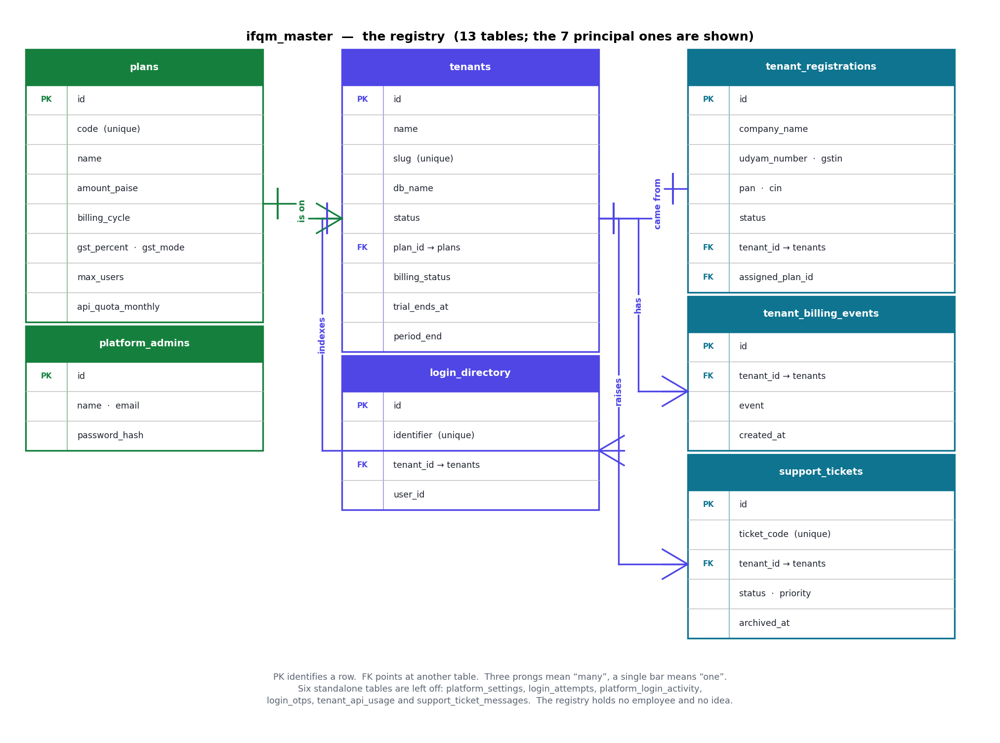 ifqm_master — the registry (13 tables; the 7 principal ones are shown)
plans
PK id
code (unique)
name
amount_paise
billing_cycle
gst_percent · gst_mode
max_users
api_quota_monthly
platform_admins
PK id
name · email
password_hash
is on
indexes
tenants
PK id
name
slug (unique)
db_name
status
FK plan_id → plans
billing_status
trial_ends_at
period_end
login_directory
PK id
identifier (unique)
FK tenant_id → tenants
user_id
came from
has
raises
tenant_registrations
PK id
company_name
udyam_number · gstin
pan · cin
status
FK tenant_id → tenants
FK assigned_plan_id
tenant_billing_events
PK id
FK tenant_id → tenants
event
created_at
support_tickets
PK id
ticket_code (unique)
FK tenant_id → tenants
status · priority
archived_at
PK identifies a row. FK points at another table. Three prongs mean “many”, a single bar means “one”.
Six standalone tables are left off: platform_settings, login_attempts, platform_login_activity,
login_otps, tenant_api_usage and support_ticket_messages. The registry holds no employee and no idea.